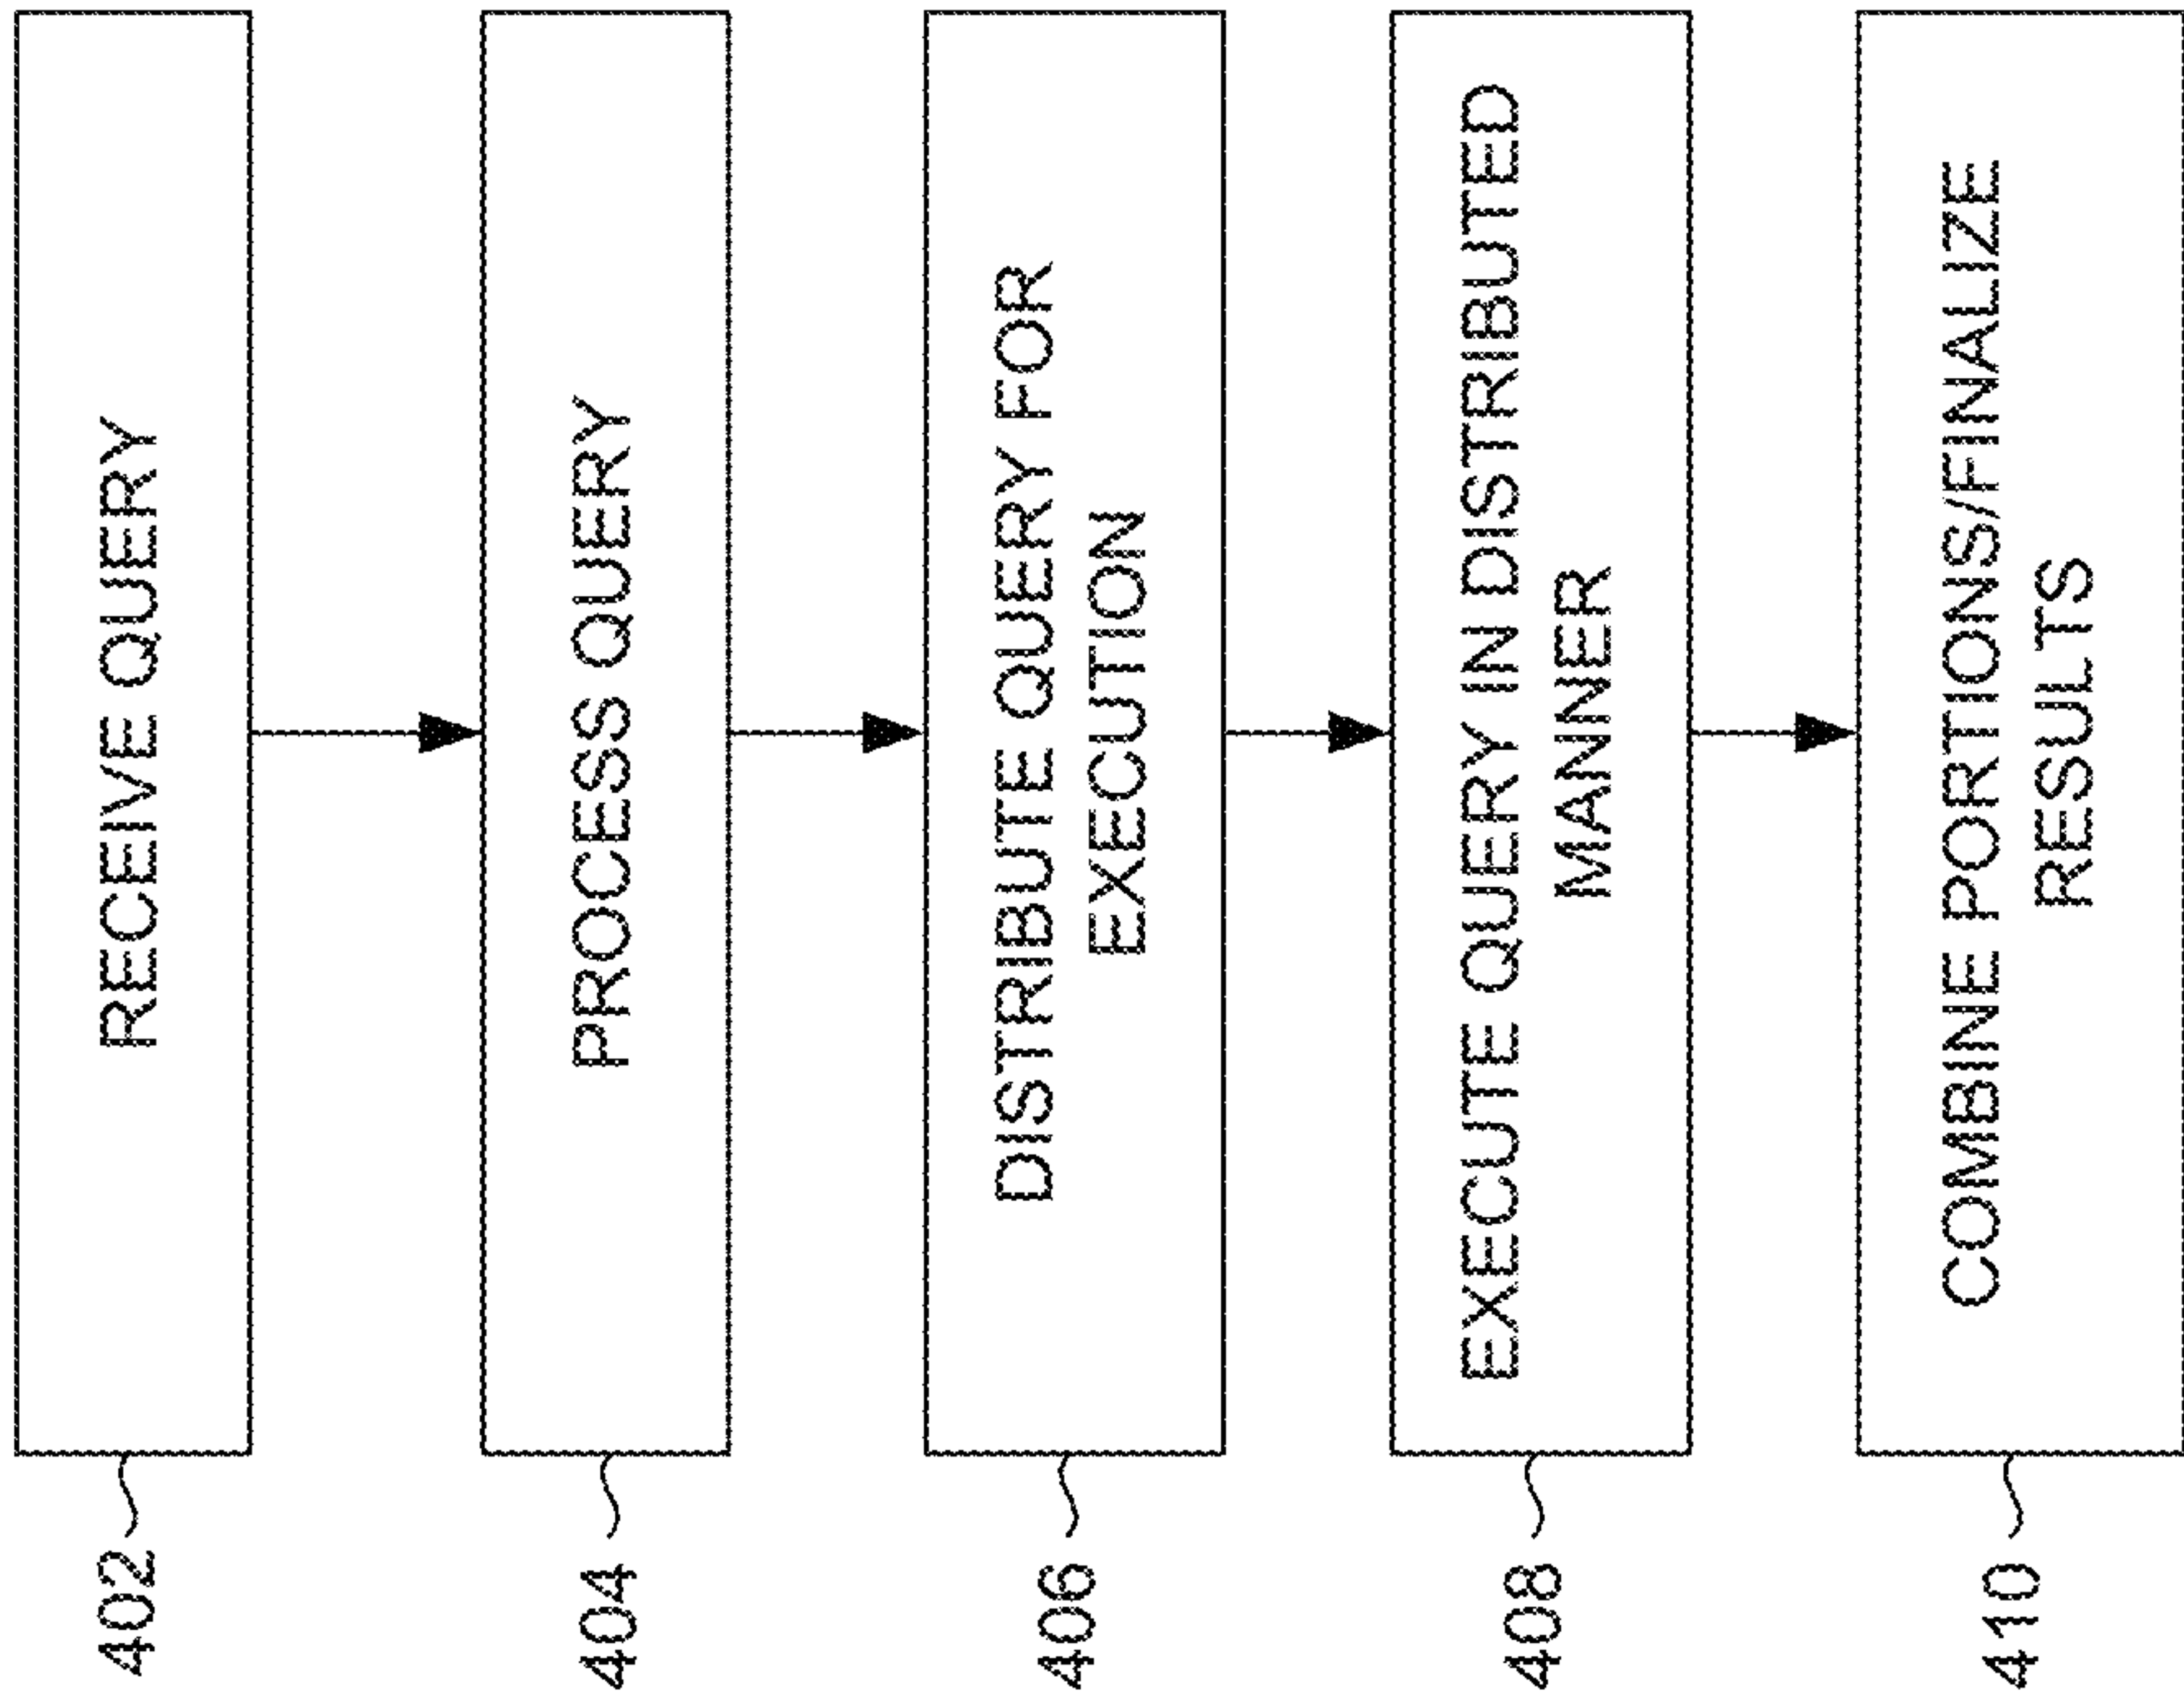 402
RECEIVE QUERY
404
PROCESS QUERY
406
DISTRIBUTE QUERY FOR
EXECUTION
408
EXECUTE QUERY IN DISTRIBUTED
MANNER
410
COMBINE PORTIONS/FINALIZE
RESULTS